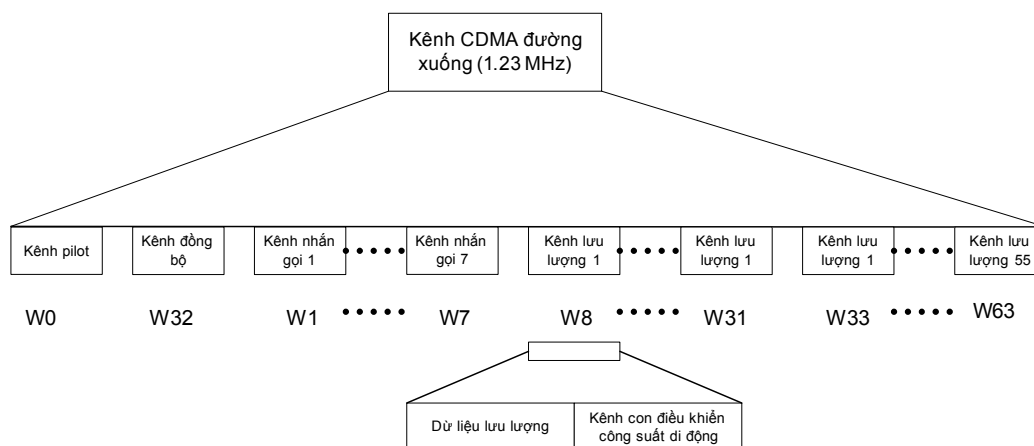 Kênh CDMA đường
xuống (1.23 MHz)
Kênh pilot
Kênh đồng
bộ
Kênh nhắn
gọi 1
Kênh nhắn
gọi 7
Kênh lưu
lượng 1
Kênh lưu
lượng 1
Kênh lưu
lượng 1
Kênh lưu
lượng 55
W0
W32
W1
W7
W8
W31
W33
W63
Dừ liệu lưu lượng
Kênh con điều khiển
công suất di động